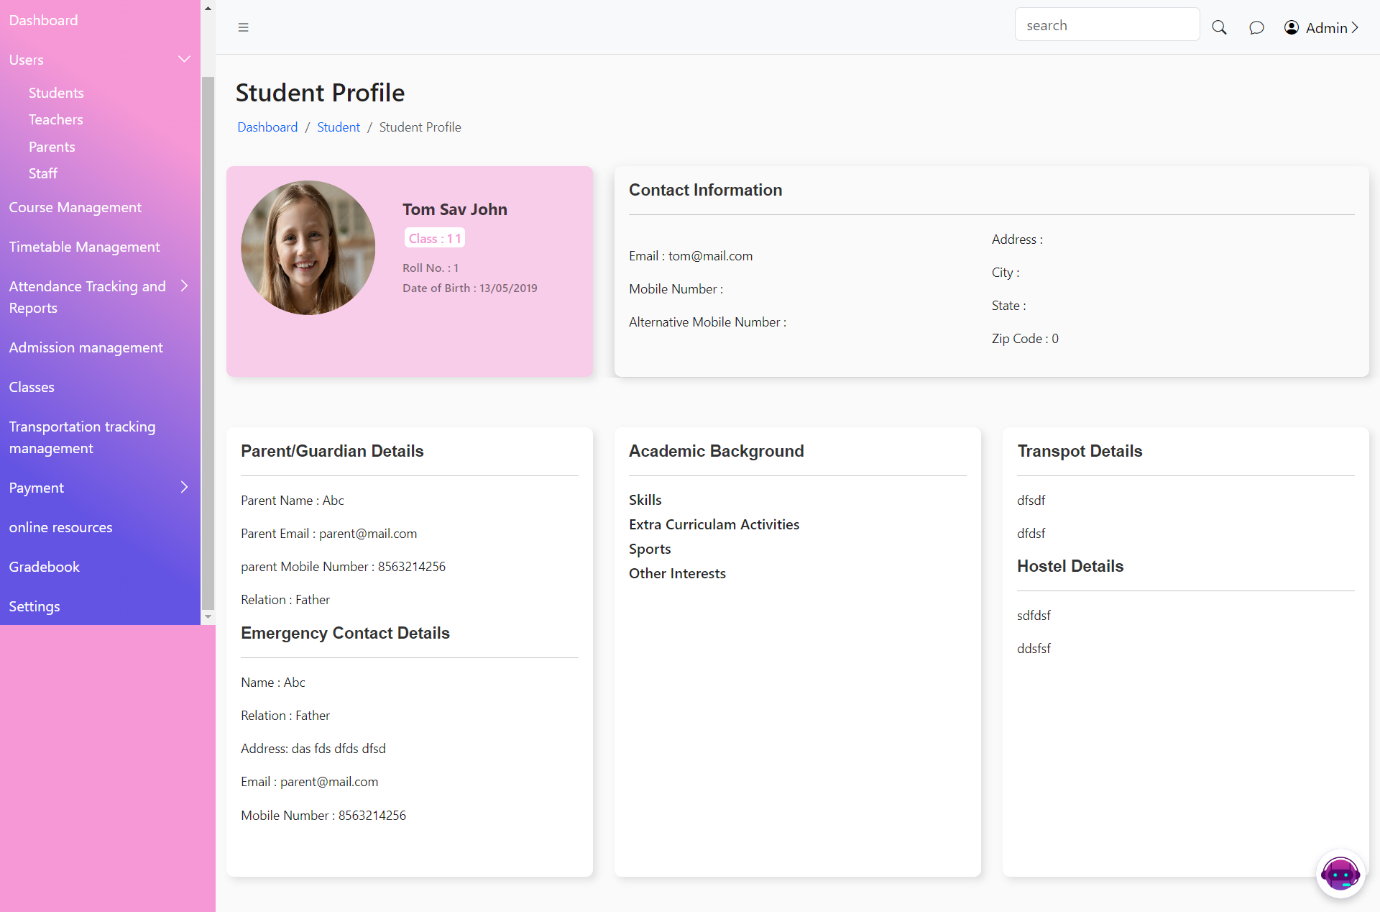 Dashboard
Users
Students
Teachers
Parents
Staff
Course Management
Timetable Management
Attendance Tracking and
Reports
Admission management
Classes
Transportation tracking
management
Payment
online resources
Gradebook
Settings
search
Admin
Student Profile
Dashboard / Student / Student Profile
Tom Sav John
Class : 11
Roll No. : 1
Date of Birth : 13/05/2019
Contact Information
Email : tom@mail.com
Mobile Number :
Alternative Mobile Number :
Address :
City :
State :
Zip Code : 0
Parent/Guardian Details
Parent Name : Abc
Parent Email : parent@mail.com
parent Mobile Number : 8563214256
Relation : Father
Emergency Contact Details
Name : Abc
Relation : Father
Address: das fds dfds dfsd
Email : parent@mail.com
Mobile Number : 8563214256
Academic Background
Skills
Extra Curriculam Activities
Sports
Other Interests
Transpot Details
dfsdf
dfdsf
Hostel Details
sdfdsf
ddsfsf